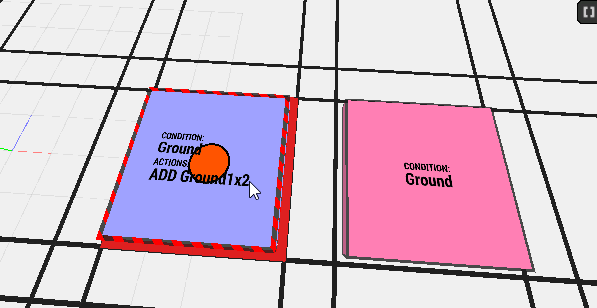 CONDITION:
Ground
ACTIONS
ADD Ground1x2
CONDITION:
Ground